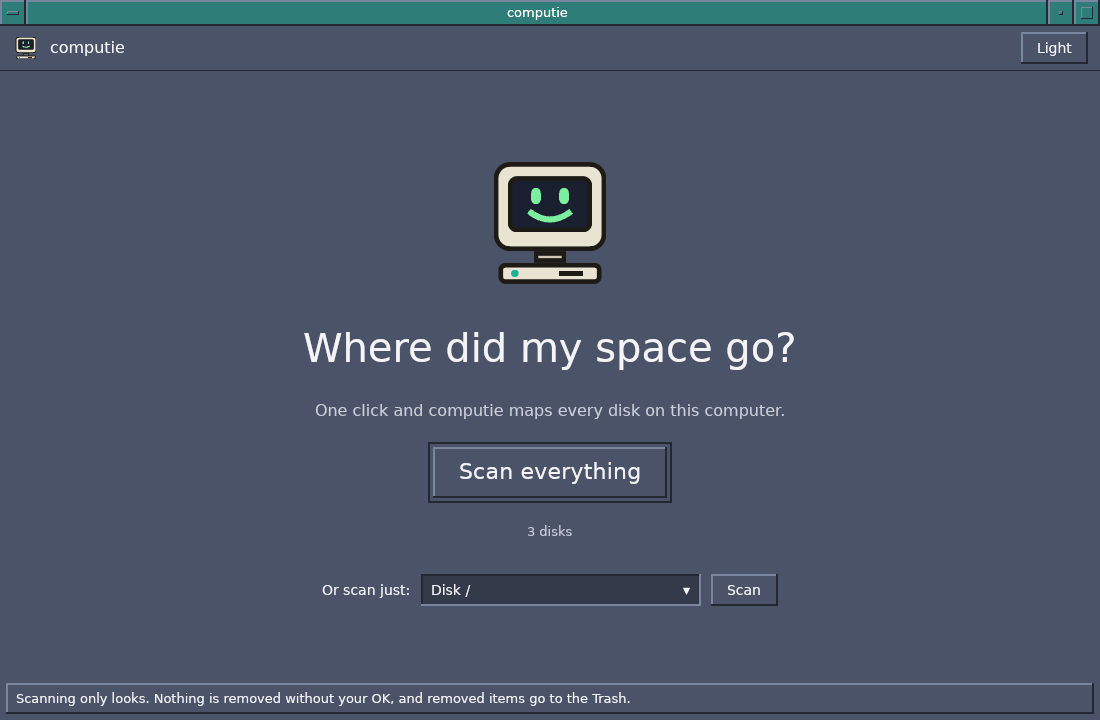 computie
computie
Light
Where did my space go?
One click and computie maps every disk on this computer.
Scan everything
3 disks
Or scan just:
Disk /
Scan
Scanning only looks. Nothing is removed without your OK, and removed items go to the Trash.